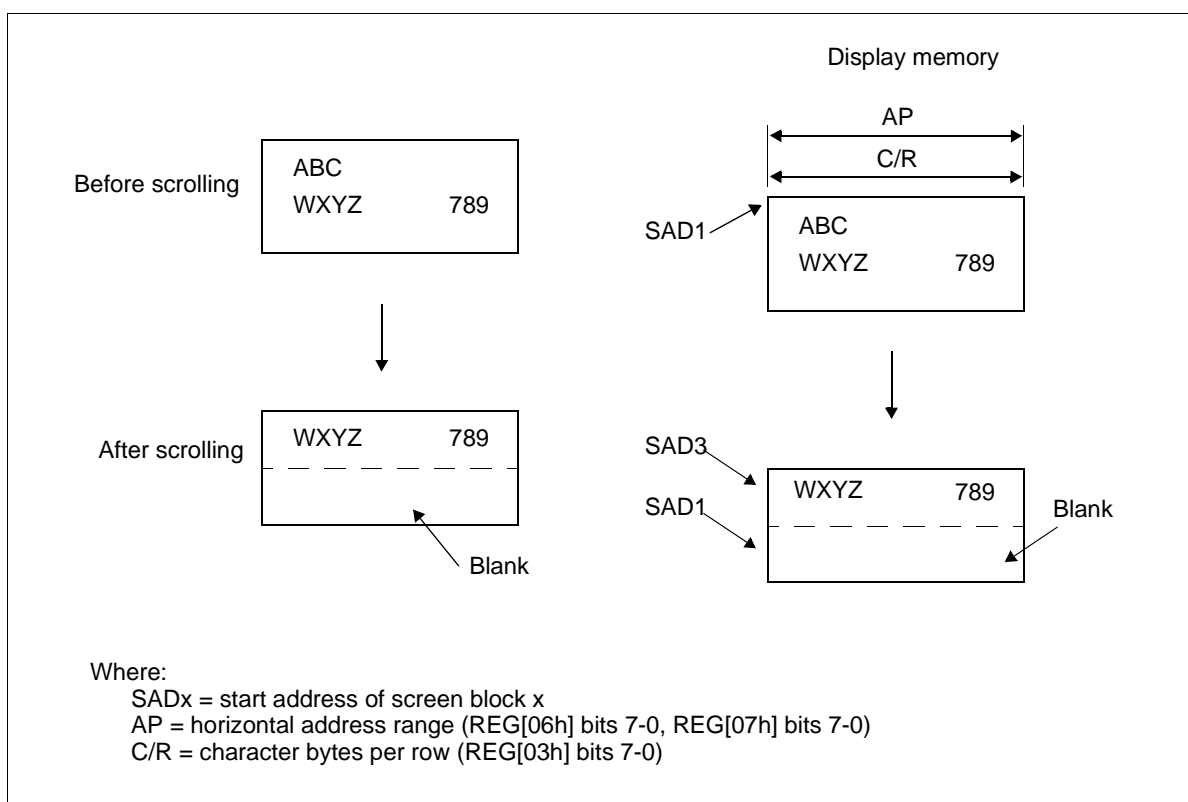 Display memory
AP
C/R
Before scrolling
ABC
WXYZ 789
SAD1
ABC
WXYZ 789
After scrolling
WXYZ 789
Blank
SAD3
SAD1
WXYZ 789
Blank
Where:
SADx = start address of screen block x
AP = horizontal address range (REG[06h] bits 7-0, REG[07h] bits 7-0)
C/R = character bytes per row (REG[03h] bits 7-0)